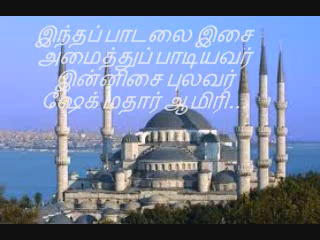 இந்தப் பாடலை இசை
அமைத்துப் பாடியவர்
இன்னிசை புலவர்
ஷேக் மதார் ஆமிரி...